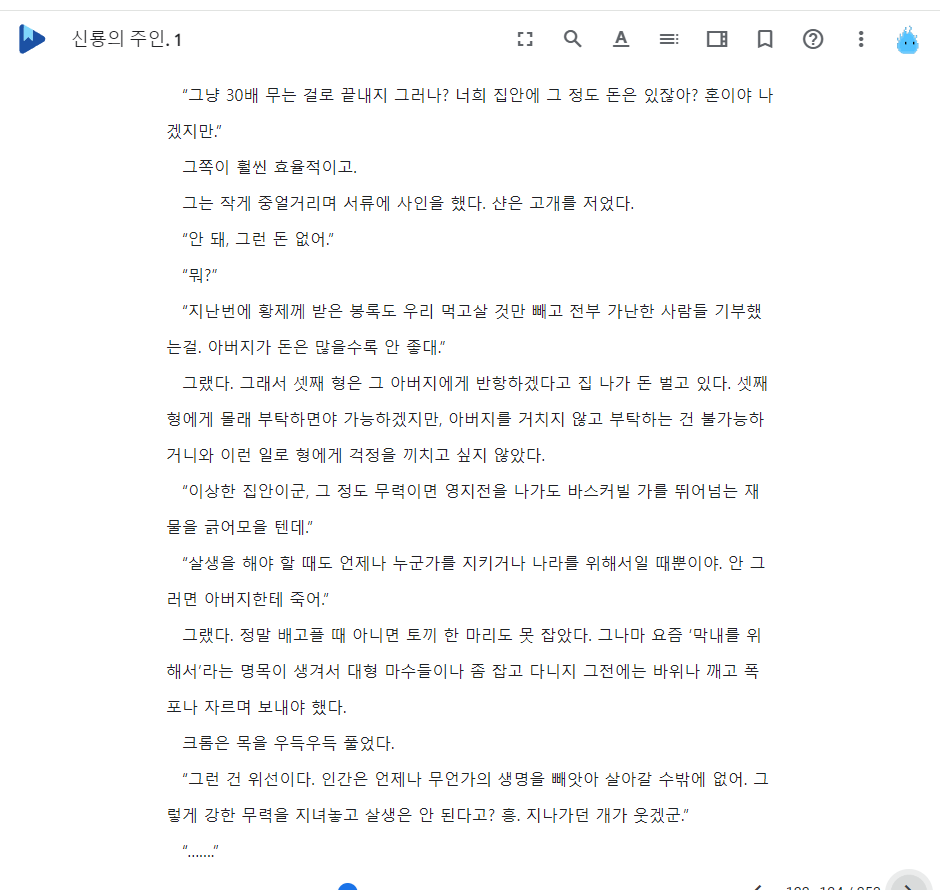 신룡의 주인. 1
"그냥 30배 무는 걸로 끝내지 그러나? 너희 집안에 그 정도 돈은 있잖아? 혼이야 나
겠지만."
그쪽이 훨씬 효율적이고.
그는 작게 중얼거리며 서류에 사인을 했다. 샨은 고개를 저었다.
"안 돼, 그런 돈 없어."
"뭐?"
"지난번에 황제께 받은 봉록도 우리 먹고살 것만 빼고 전부 가난한 사람들 기부했
는걸. 아버지가 돈은 많을수록 안 좋대."
그랬다. 그래서 셋째 형은 그 아버지에게 반항하겠다고 집 나가 돈 벌고 있다. 셋째
형에게 몰래 부탁하면야 가능하겠지만, 아버지를 거치지 않고 부탁하는 건 불가능하
거니와 이런 일로 형에게 걱정을 끼치고 싶지 않았다.
"이상한 집안이군, 그 정도 무력이면 영지전을 나가도 바스커빌 가를 뛰어넘는 재
물을 긁어모을 텐데."
"살생을 해야 할 때도 언제나 누군가를 지키거나 나라를 위해서일 때뿐이야. 안 그
러면 아버지한테 죽어."
그랬다. 정말 배고플 때 아니면 토끼 한 마리도 못 잡았다. 그나마 요즘 '막내를 위
해서'라는 명목이 생겨서 대형 마수들이나 좀 잡고 다니지 그전에는 바위나 깨고 폭
포나 자르며 보내야 했다.
크롬은 목을 우득우득 풀었다.
"그런 건 위선이다. 인간은 언제나 무언가의 생명을 빼앗아 살아갈 수밖에 없어. 그
렇게 강한 무력을 지녀놓고 살생은 안 된다고? 흥. 지나가던 개가 웃겠군."
"……."